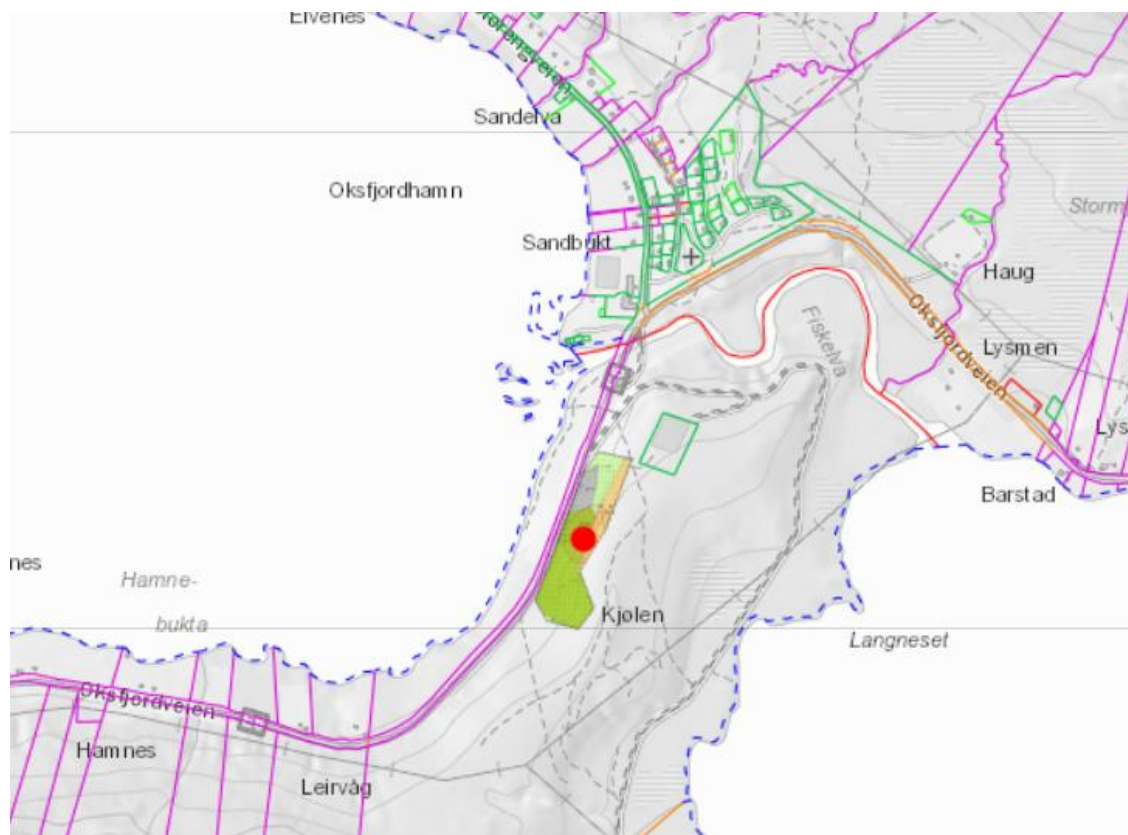 Elvenes
Sandelva
Oksfjordhamn
Storm
Sandbukt
Haug
Fiskelva
Oksfjordveien
Lysmen
Lys
Barstad
nes
Hamne-
bukta
Kjølen
Langneset
Oksfjordveien
Hamnes
Leirvåg